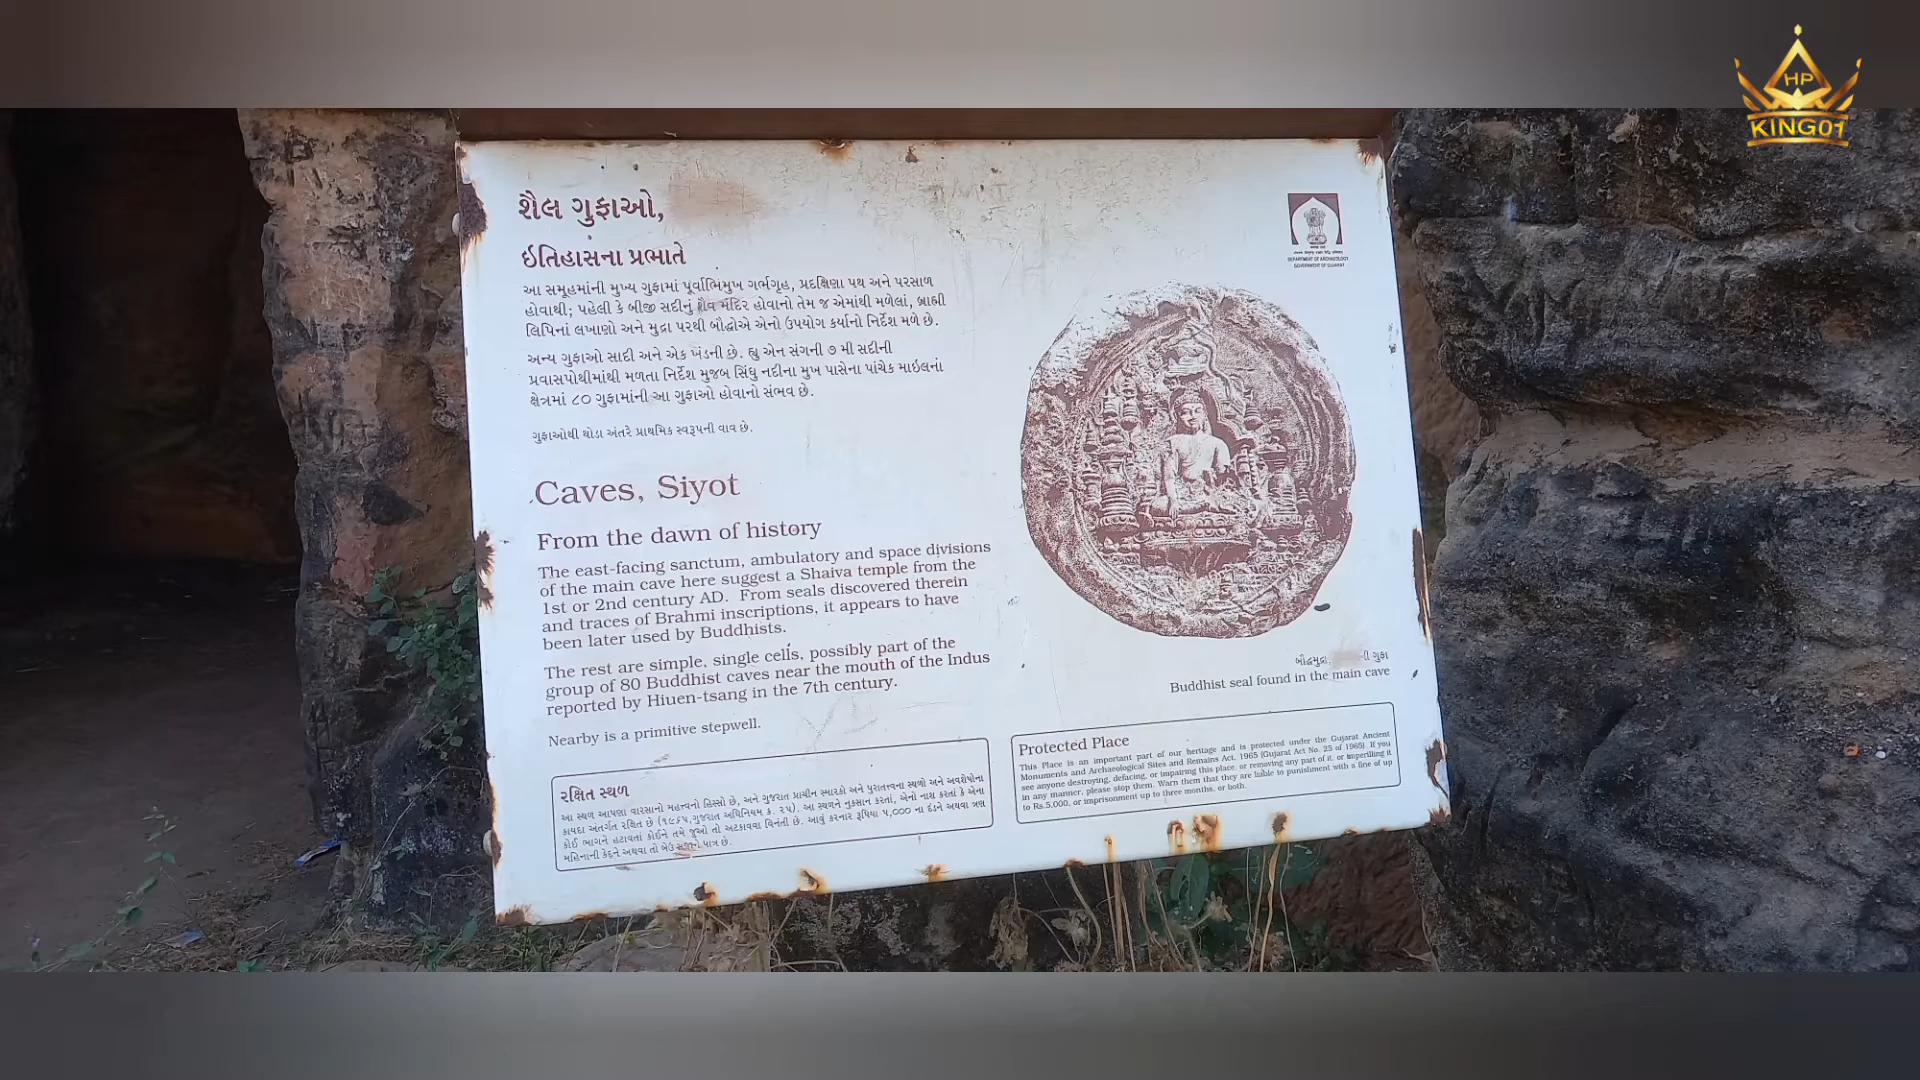 શૈલ ગુફાઓ,
ઇતિહાસના પ્રભાતે
આ સમૂહમાંની મુખ્ય ગુફામાં પૂર્વાભિમુખ ગર્ભગૃહ, પ્રદક્ષિણા પથ અને પરસાળ
હોવાથી; પહેલી કે બીજી સદીનું શૈવ મંદિર હોવાનો તેમ જ એમાંથી મળેલાં, બ્રાહ્મી
લિપિનાં લખાણો અને મુદ્રા પરથી બૌદ્ધોએ એનો ઉપયોગ કર્યાનો નિર્દેશ મળે છે.
અન્ય ગુફાઓ સાદી અને એક ખંડની છે. હ્યુ એન સંગની ૭ મી સદીની
પ્રવાસપોથીમાંથી મળતા નિર્દેશ મુજબ સિંધુ નદીના મુખ પાસેના પાંચેક માઇલનાં
ક્ષેત્રમાં ૮૦ ગુફામાંની આ ગુફાઓ હોવાનો સંભવ છે.
ગુફાઓથી થોડા અંતરે પ્રાથમિક સ્વરૂપની વાવ છે.
Caves, Siyot
From the dawn of history
The east-facing sanctum, ambulatory and space divisions
of the main cave here suggest a Shaiva temple from the
1st or 2nd century AD. From seals discovered therein
and traces of Brahmi inscriptions, it appears to have
been later used by Buddhists.
The rest are simple, single cells, possibly part of the
group of 80 Buddhist caves near the mouth of the Indus
reported by Hiuen-tsang in the 7th century.
Nearby is a primitive stepwell.
રક્ષિત સ્થળ
આ સ્થળ આપણા વારસાનો મહત્ત્વનો હિસ્સો છે, અને ગુજરાત પ્રાચીન સ્મારકો અને પુરાતત્ત્વના સ્થળો અને અવશેષોના
કાયદા અંતર્ગત રક્ષિત છે (૧૯૬૫,ગુજરાત અધિનિયમ ક્ર. ૨૫). આ સ્થળને નુકસાન કરતાં, એનો નાશ કરતાં કે એના
કોઈ ભાગને હટાવતા કોઈને તમે જૂઓ તો અટકાવવા વિનંતી છે. આવું કરનાર રૂપિયા ૫,૦૦૦ ના દંડને અથવા ત્રણ
મહિનાની કેદને અથવા તો બેઉ સજાને પાત્ર છે.
DEPARTMENT OF ARCHAEOLOGY
GOVERNMENT OF GUJARAT
બૌદ્ધમુદ્રા, ની ગુફા
Buddhist seal found in the main cave
Protected Place
This Place is an important part of our heritage and is protected under the Gujarat Ancient
Monuments and Archaeological Sites and Remains Act, 1965 (Gujarat Act No. 25 of 1965). If you
see anyone destroying, defacing, or impairing this place, or removing any part of it, or imperilling it
in any manner, please stop them. Warn them that they are liable to punishment with a fine of up
to Rs.5,000, or imprisonment up to three months, or both.
HP
KING01